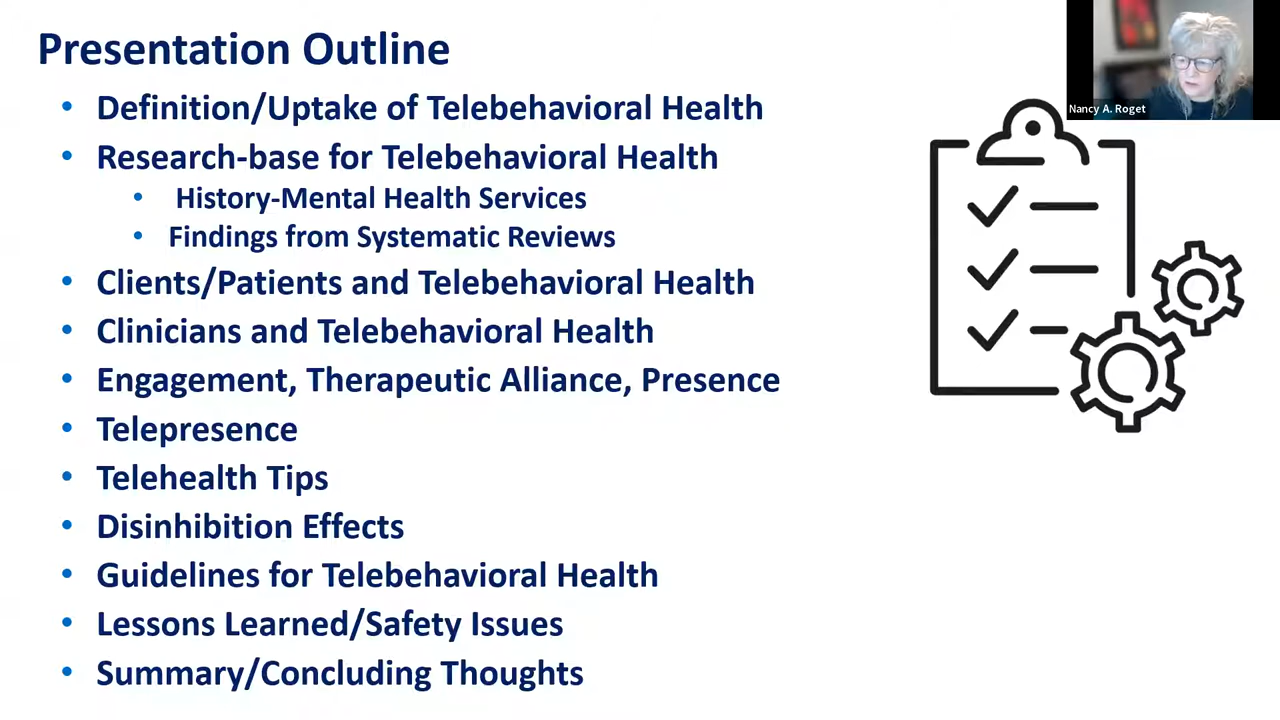 Presentation Outline
Nancy A. Roget
• Definition/Uptake of Telebehavioral Health
• Research-base for Telebehavioral Health
• History-Mental Health Services
• Findings from Systematic Reviews
• Clients/Patients and Telebehavioral Health
• Clinicians and Telebehavioral Health
• Engagement, Therapeutic Alliance, Presence
• Telepresence
• Telehealth Tips
• Disinhibition Effects
• Guidelines for Telebehavioral Health
• Lessons Learned/Safety Issues
• Summary/Concluding Thoughts